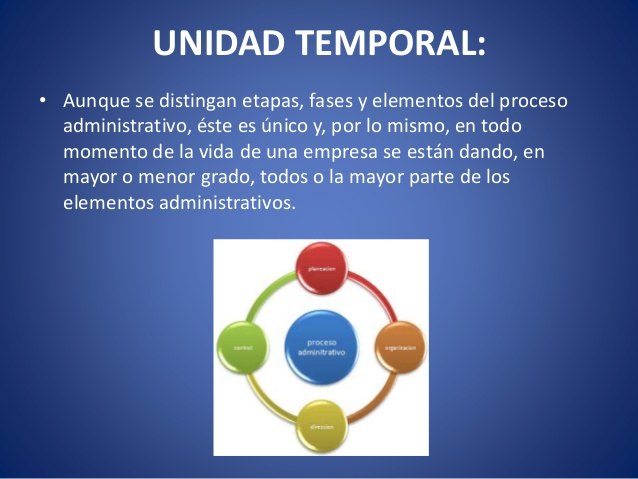 UNIDAD TEMPORAL:
• Aunque se distingan etapas, fases y elementos del proceso
administrativo, éste es único y, por lo mismo, en todo
momento de la vida de una empresa se están dando, en
mayor o menor grado, todos o la mayor parte de los
elementos administrativos.
planeacion
control
proceso
adminitrativo
organizacion
direccion